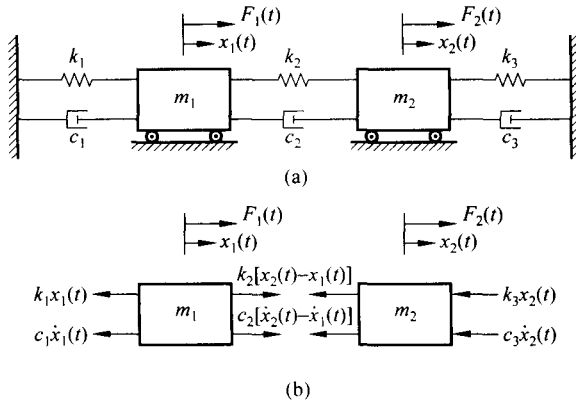 F₁(t) F₂(t)
x₁(t) x₂(t)
k₁ k₂ k₃
m₁ m₂
c₁ c₂ c₃
(a)
F₁(t) F₂(t)
x₁(t) x₂(t)
k₂[x₂(t)−x₁(t)]
k₁x₁(t) k₃x₂(t)
m₁ m₂
c₂[ẋ₂(t)−ẋ₁(t)]
c₁ẋ₁(t) c₃ẋ₂(t)
(b)